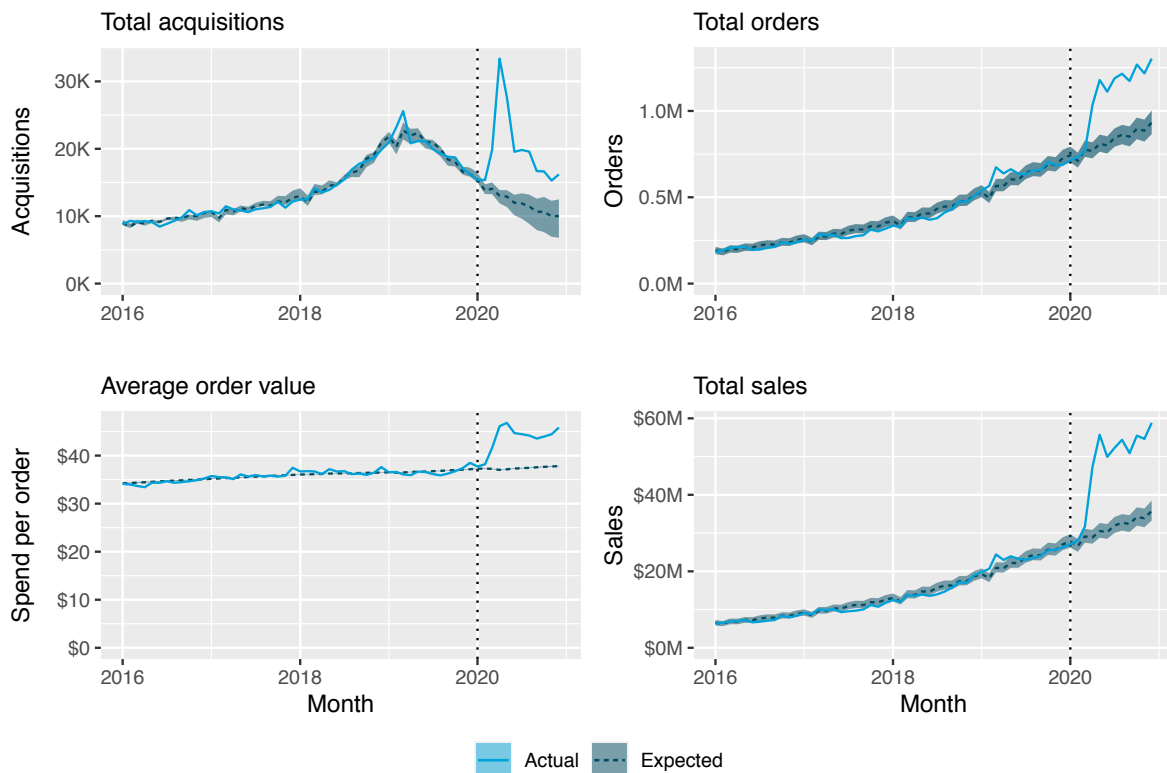 Total acquisitions
Acquisitions
30K
20K
10K
0K
2016 2018 2020
Total orders
Orders
1.0M
0.5M
0.0M
2016 2018 2020
Average order value
Spend per order
$40
$30
$20
$10
$0
2016 2018 2020
Month
Total sales
Sales
$60M
$40M
$20M
$0M
2016 2018 2020
Month
Actual Expected